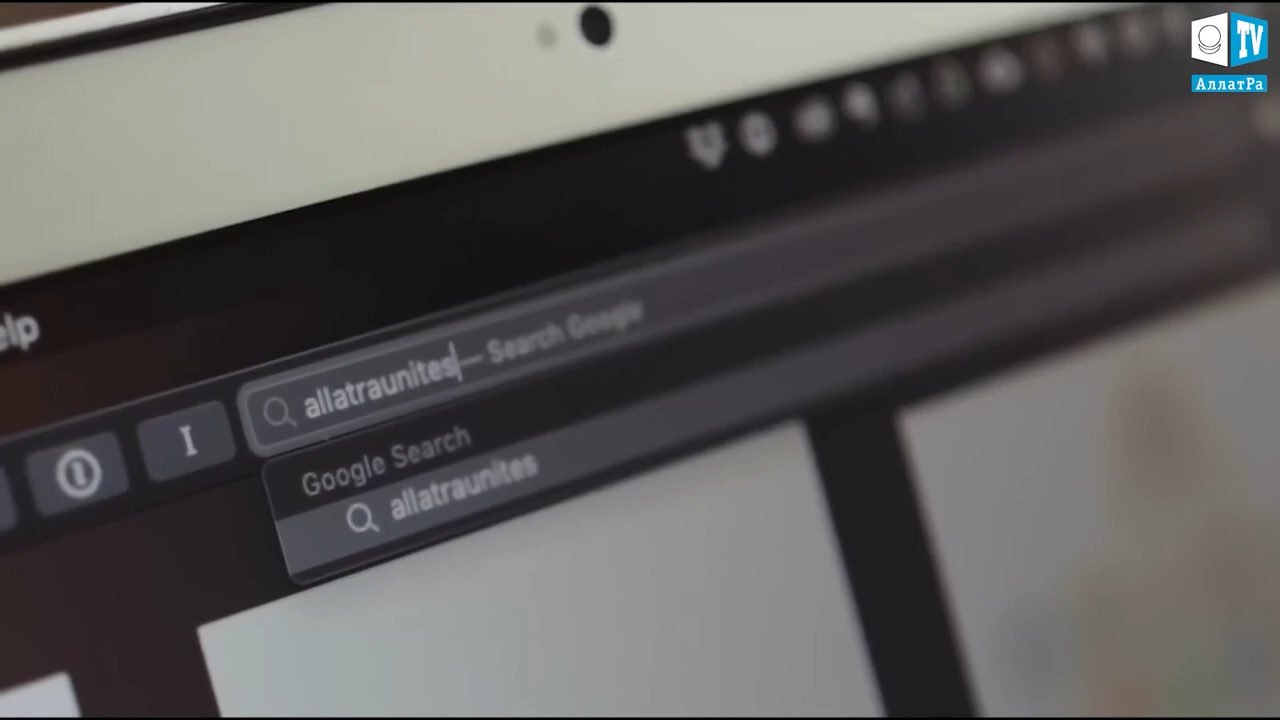 TV
АллатРа
elp
allatraunites — Search Google
Google Search
allatraunites